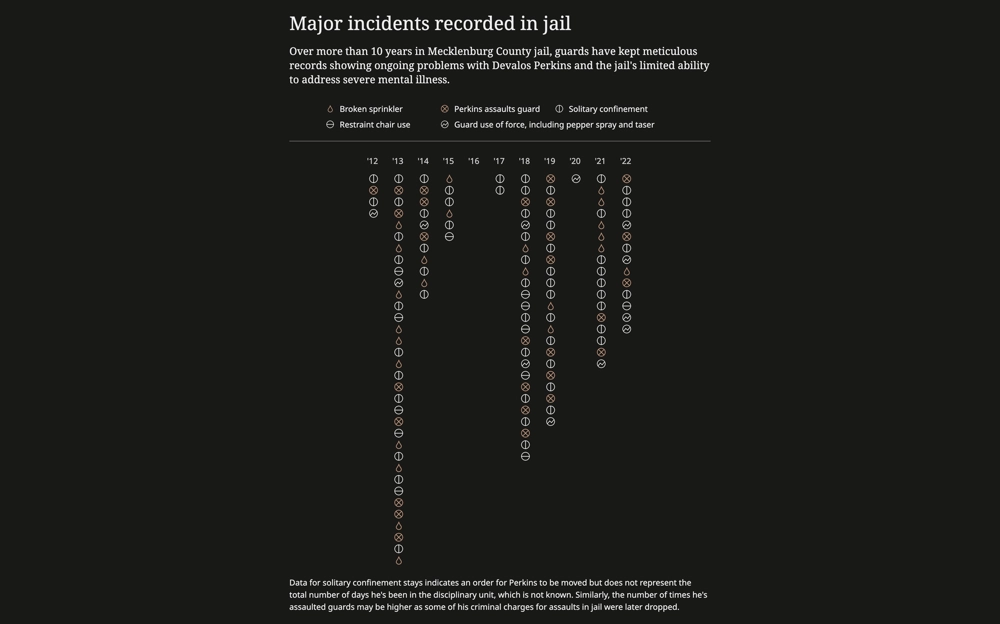 Major incidents recorded in jail
Over more than 10 years in Mecklenburg County jail, guards have kept meticulous
records showing ongoing problems with Devalos Perkins and the jail's limited ability
to address severe mental illness.
Broken sprinkler Perkins assaults guard Solitary confinement
Restraint chair use Guard use of force, including pepper spray and taser
'12 '13 '14 '15 '16 '17 '18 '19 '20 '21 '22
Data for solitary confinement stays indicates an order for Perkins to be moved but does not represent the
total number of days he's been in the disciplinary unit, which is not known. Similarly, the number of times he's
assaulted guards may be higher as some of his criminal charges for assaults in jail were later dropped.